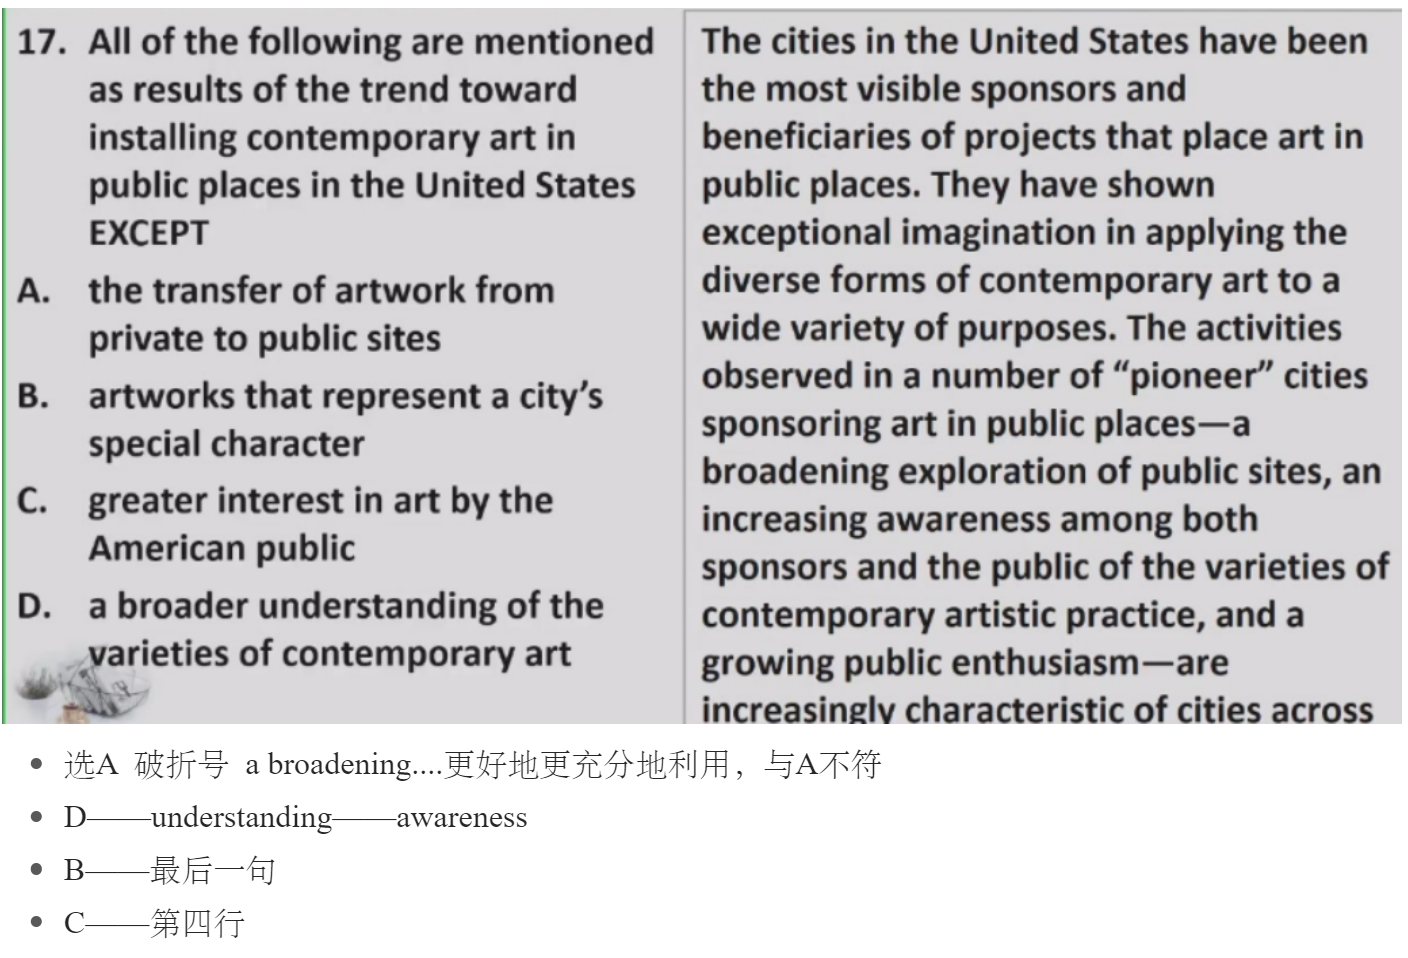 17. All of the following are mentioned
as results of the trend toward
installing contemporary art in
public places in the United States
EXCEPT
A. the transfer of artwork from
private to public sites
B. artworks that represent a city's
special character
C. greater interest in art by the
American public
D. a broader understanding of the
varieties of contemporary art
The cities in the United States have been
the most visible sponsors and
beneficiaries of projects that place art in
public places. They have shown
exceptional imagination in applying the
diverse forms of contemporary art to a
wide variety of purposes. The activities
observed in a number of “pioneer” cities
sponsoring art in public places—a
broadening exploration of public sites, an
increasing awareness among both
sponsors and the public of the varieties of
contemporary artistic practice, and a
growing public enthusiasm—are
increasingly characteristic of cities across
• 选A 破折号 a broadening....更好地更充分地利用，与A不符
• D——understanding——awareness
• B——最后一句
• C——第四行